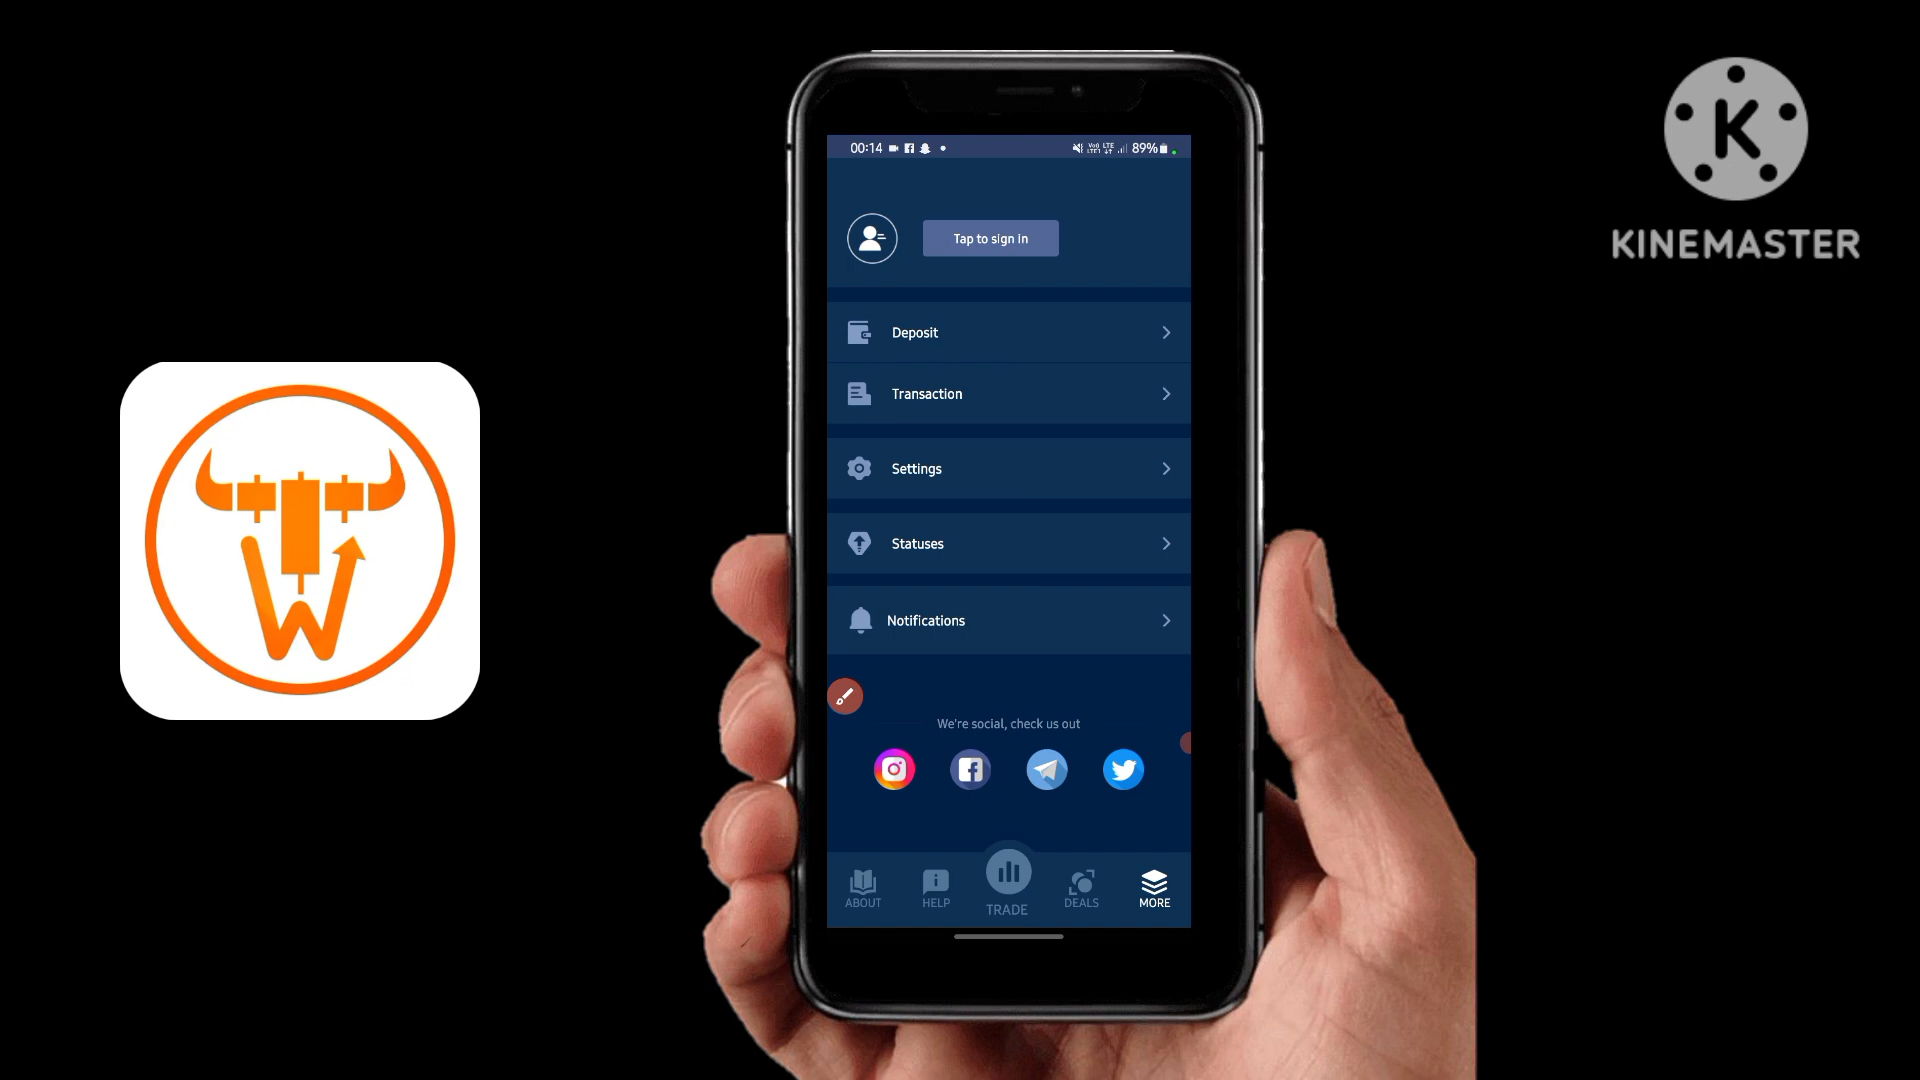 KINEMASTER
00:14
89%
Tap to sign in
Deposit
Transaction
Settings
Statuses
Notifications
We're social, check us out
ABOUT
HELP
TRADE
DEALS
MORE